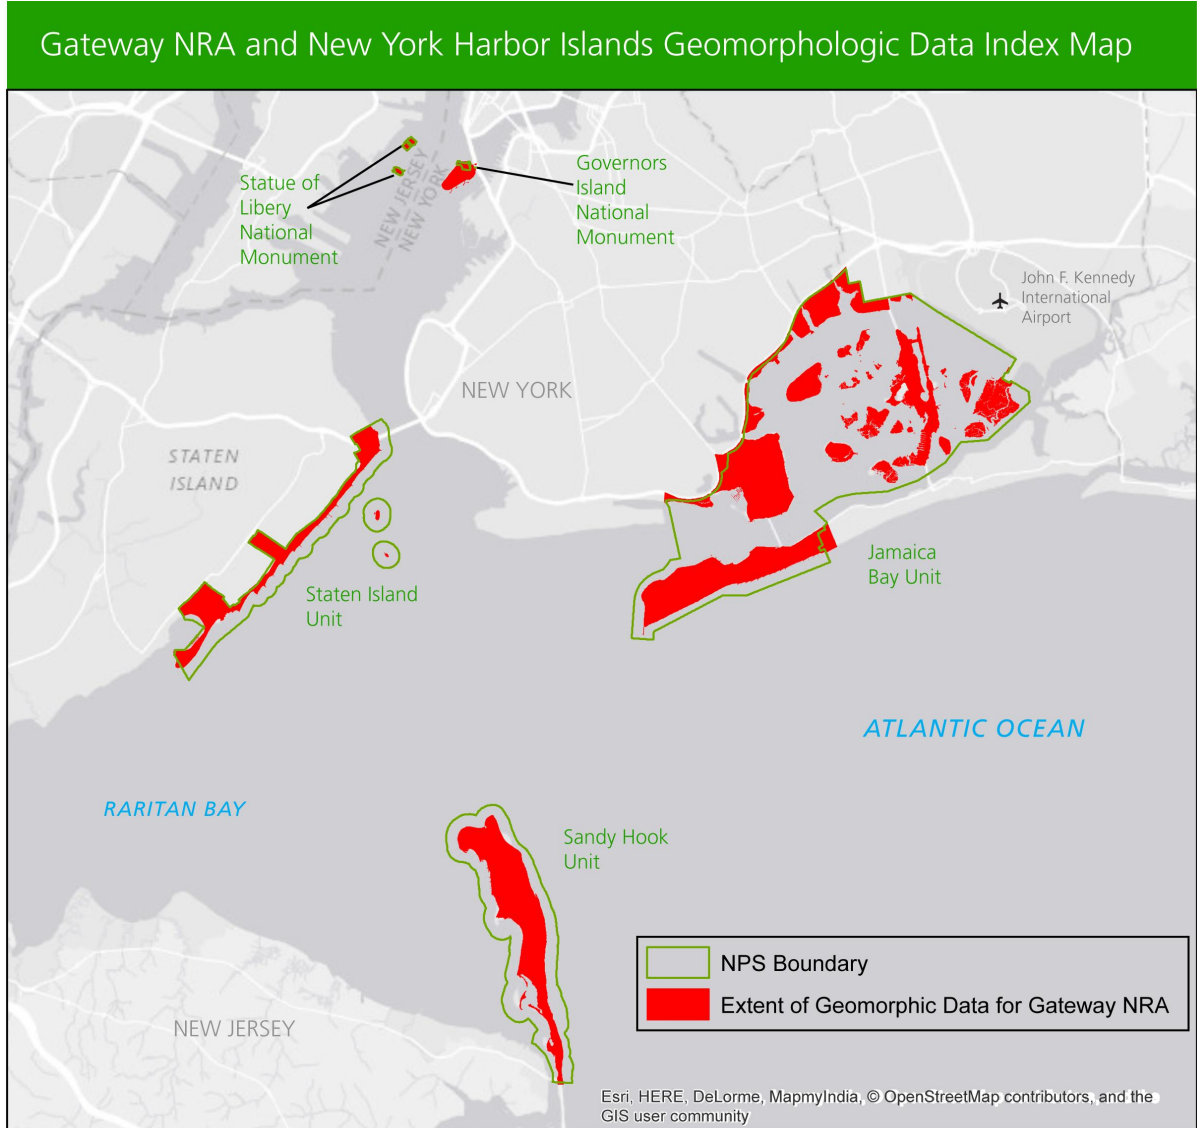 Gateway NRA and New York Harbor Islands Geomorphologic Data Index Map
Statue of
Libery
National
Monument
NEW JERSEY
NEW YORK
Governors
Island
National
Monument
John F. Kennedy
International
Airport
NEW YORK
STATEN
ISLAND
Staten Island
Unit
Jamaica
Bay Unit
ATLANTIC OCEAN
RARITAN BAY
Sandy Hook
Unit
NEW JERSEY
NPS Boundary
Extent of Geomorphic Data for Gateway NRA
Esri, HERE, DeLorme, MapmyIndia, © OpenStreetMap contributors, and the
GIS user community